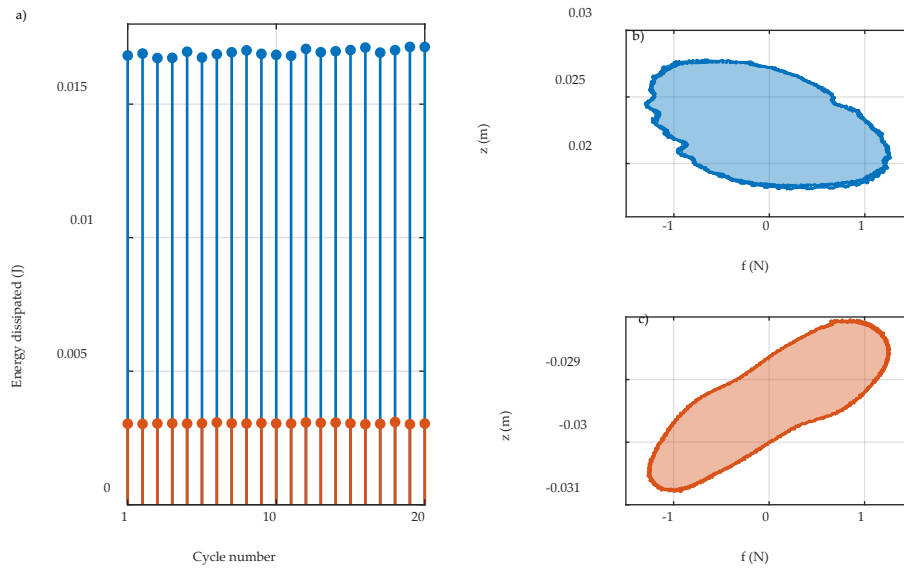 a)
0.015
0.01
0.005
0
Energy dissipated (J)
1
10
20
Cycle number
b)
0.03
0.025
0.02
z (m)
-1
0
1
f (N)
c)
-0.029
-0.03
-0.031
z (m)
-1
0
1
f (N)